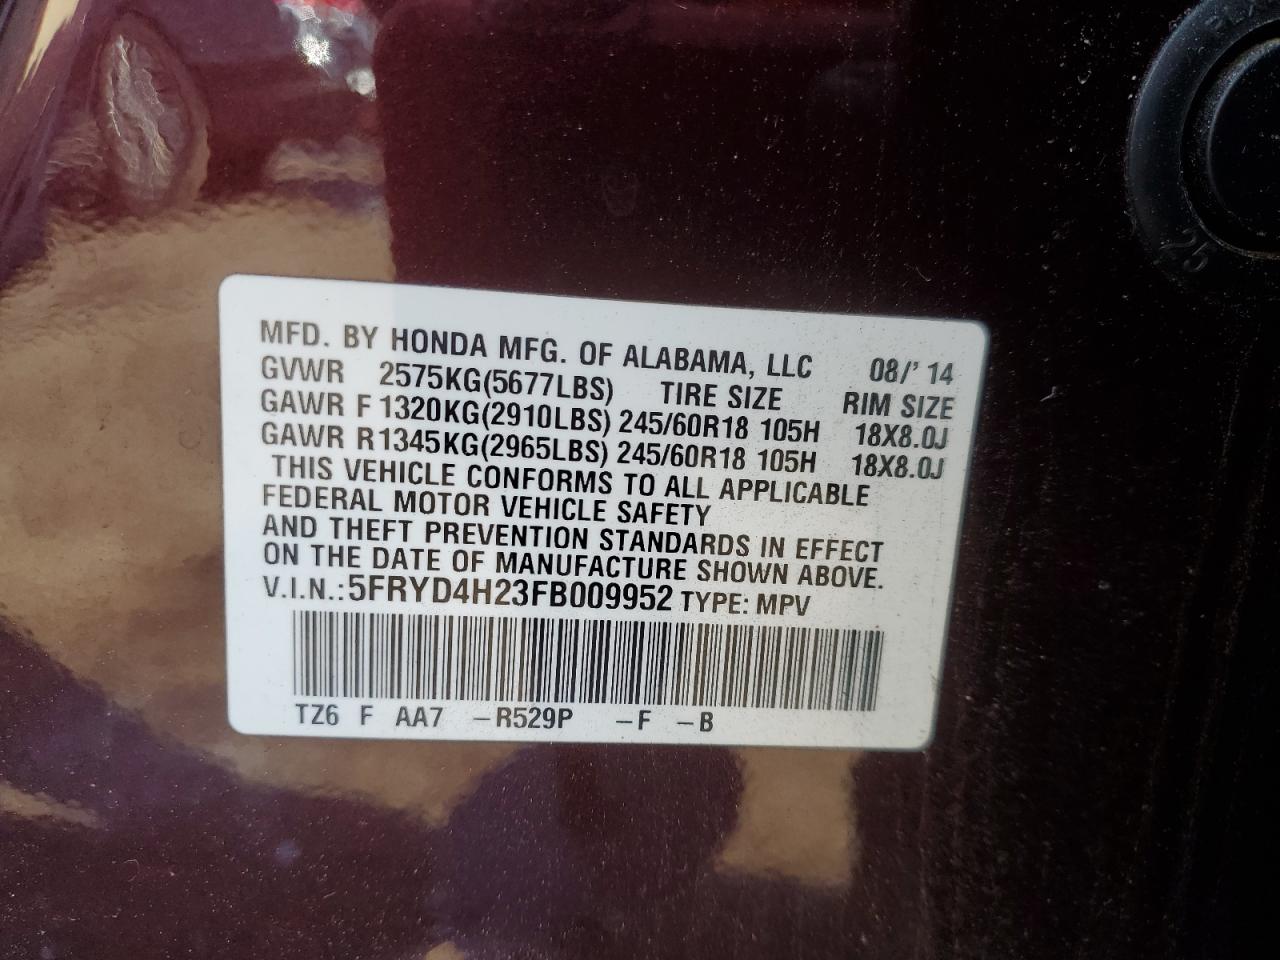 MFD. BY HONDA MFG. OF ALABAMA, LLC 08/' 14
GVWR 2575KG(5677LBS) TIRE SIZE RIM SIZE
GAWR F 1320KG(2910LBS) 245/60R18 105H 18X8.0J
GAWR R1345KG(2965LBS) 245/60R18 105H 18X8.0J
THIS VEHICLE CONFORMS TO ALL APPLICABLE
FEDERAL MOTOR VEHICLE SAFETY
AND THEFT PREVENTION STANDARDS IN EFFECT
ON THE DATE OF MANUFACTURE SHOWN ABOVE.
V.I.N.:5FRYD4H23FB009952 TYPE: MPV
TZ6 F AA7 -R529P -F -B
25